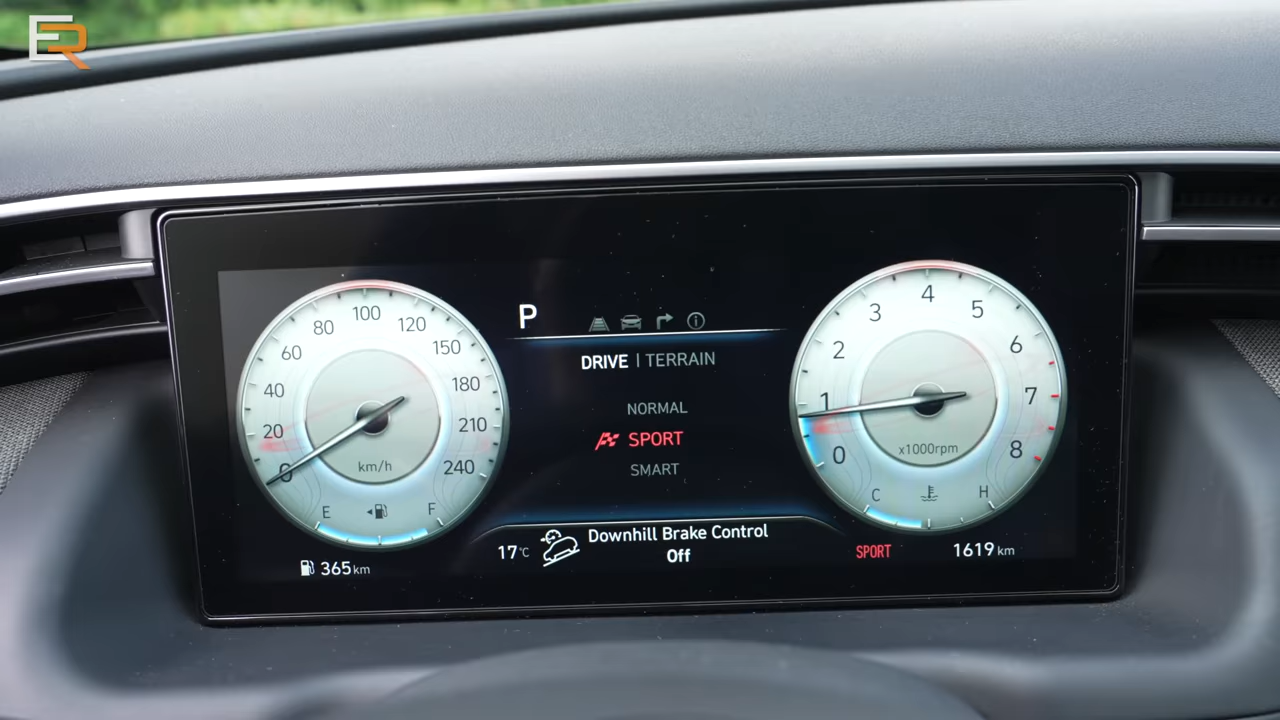 ER
P
DRIVE | TERRAIN
NORMAL
SPORT
SMART
0 20 40 60 80 100 120 150 180 210 240
km/h
E F
0 1 2 3 4 5 6 7 8
x1000rpm
C H
17°C
Downhill Brake Control
Off
365 km
SPORT
1619 km